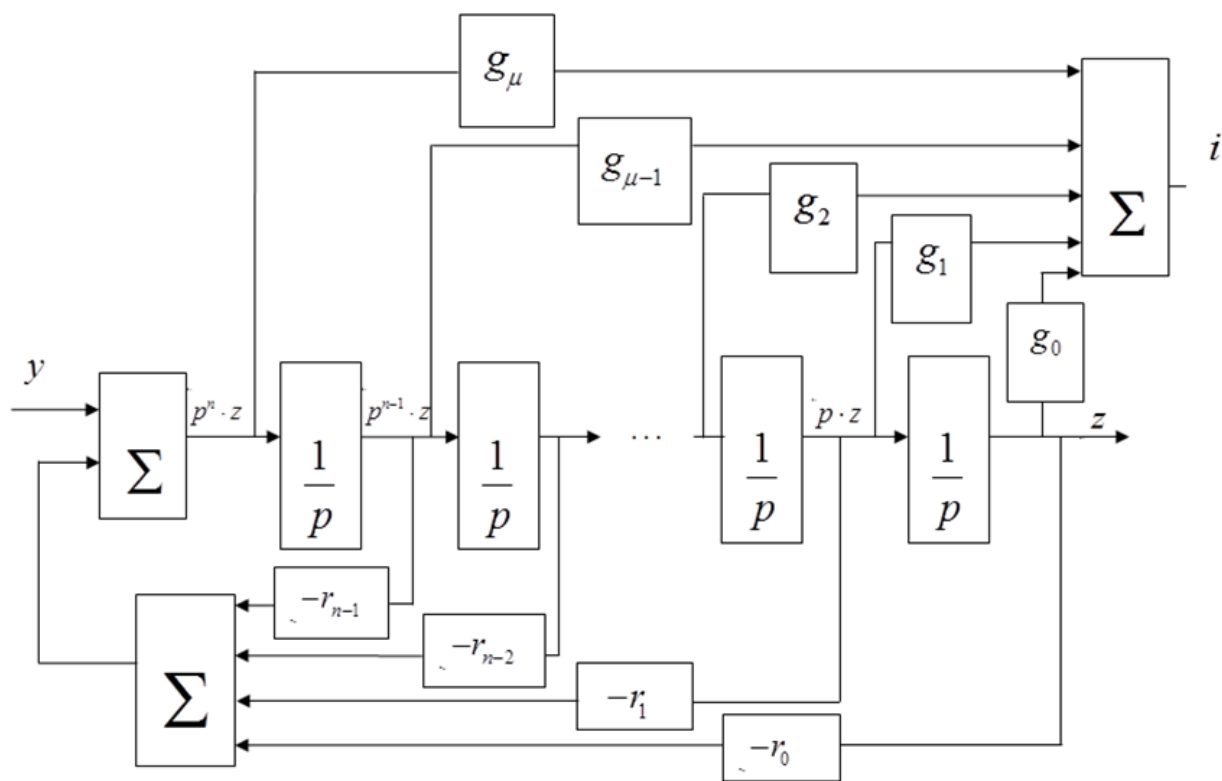 g_μ
g_{μ−1}
g_2
g_1
g_0
i
Σ
y
Σ
p^n · z
1/p
p^{n−1} · z
1/p
...
1/p
p · z
1/p
z
Σ
−r_{n−1}
−r_{n−2}
−r_1
−r_0